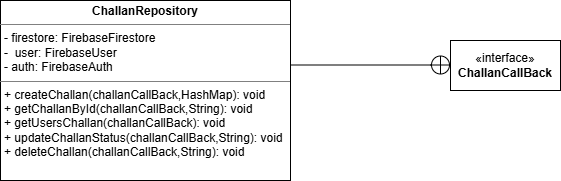 ChallanRepository
- firestore: FirebaseFirestore
- user: FirebaseUser
- auth: FirebaseAuth
+ createChallan(challanCallBack,HashMap): void
+ getChallanById(challanCallBack,String): void
+ getUsersChallan(challanCallBack): void
+ updateChallanStatus(challanCallBack,String): void
+ deleteChallan(challanCallBack,String): void
«interface»
ChallanCallBack